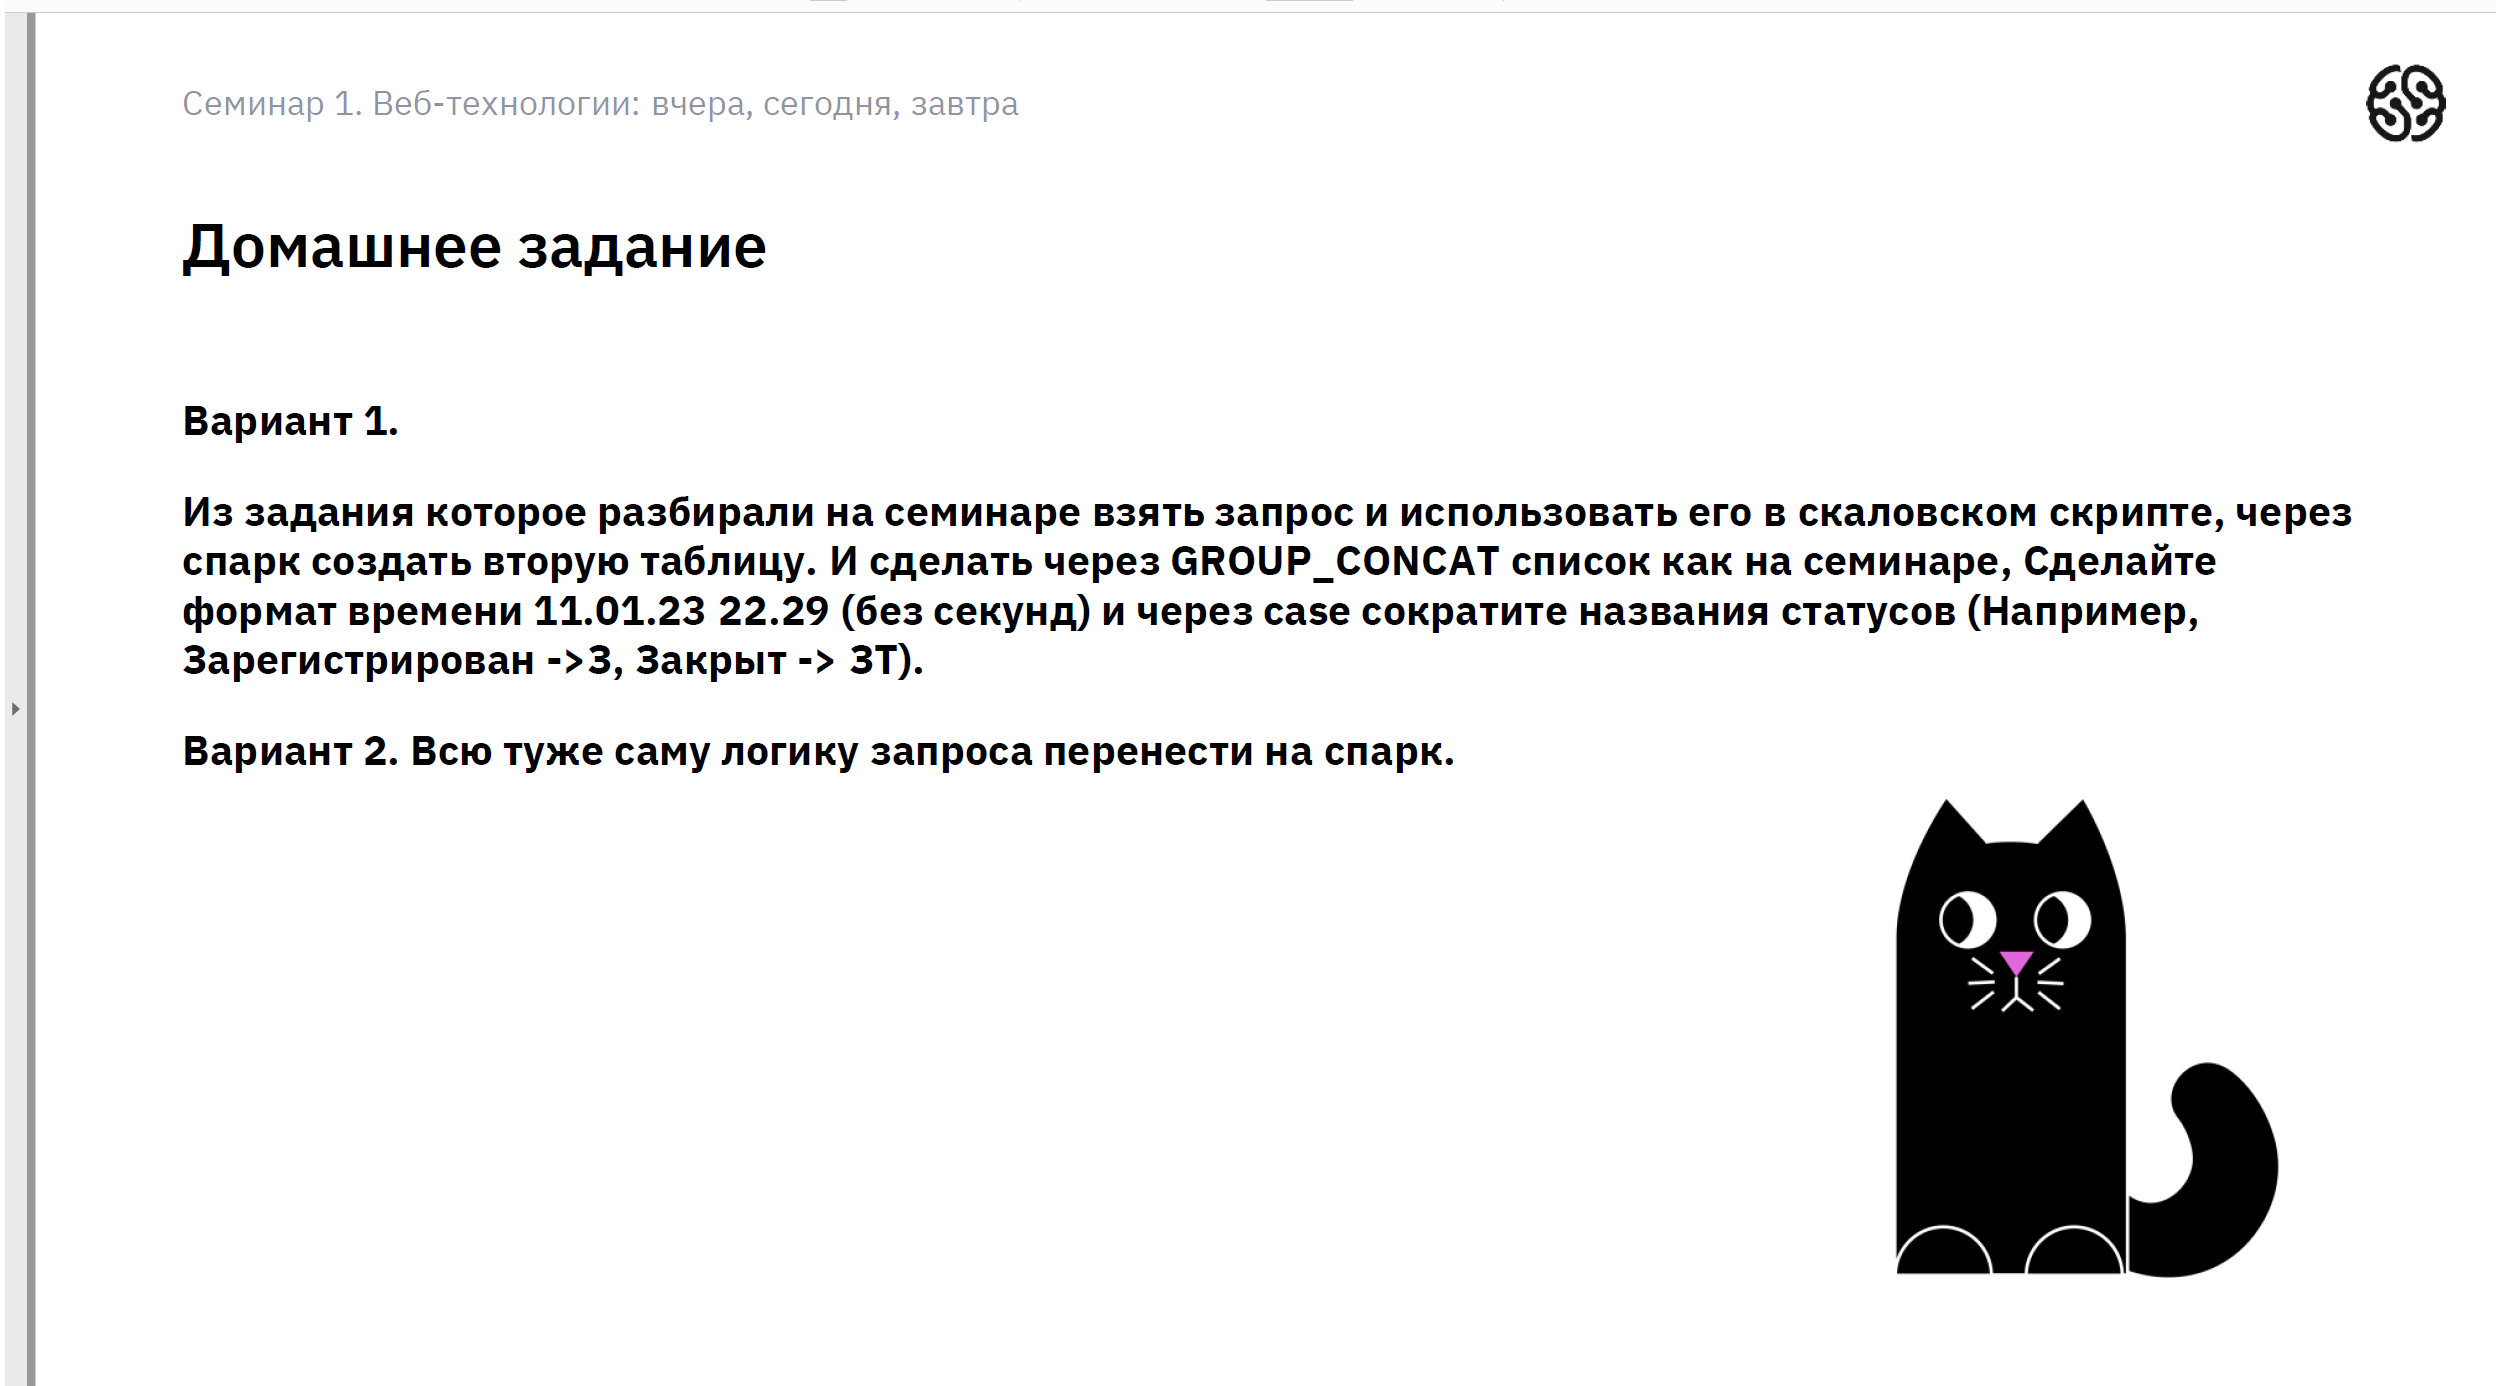 Семинар 1. Веб-технологии: вчера, сегодня, завтра
Домашнее задание
Вариант 1.
Из задания которое разбирали на семинаре взять запрос и использовать его в скаловском скрипте, через
спарк создать вторую таблицу. И сделать через GROUP_CONCAT список как на семинаре, Сделайте
формат времени 11.01.23 22.29 (без секунд) и через case сократите названия статусов (Например,
Зарегистрирован ->З, Закрыт -> ЗТ).
Вариант 2. Всю туже саму логику запроса перенести на спарк.